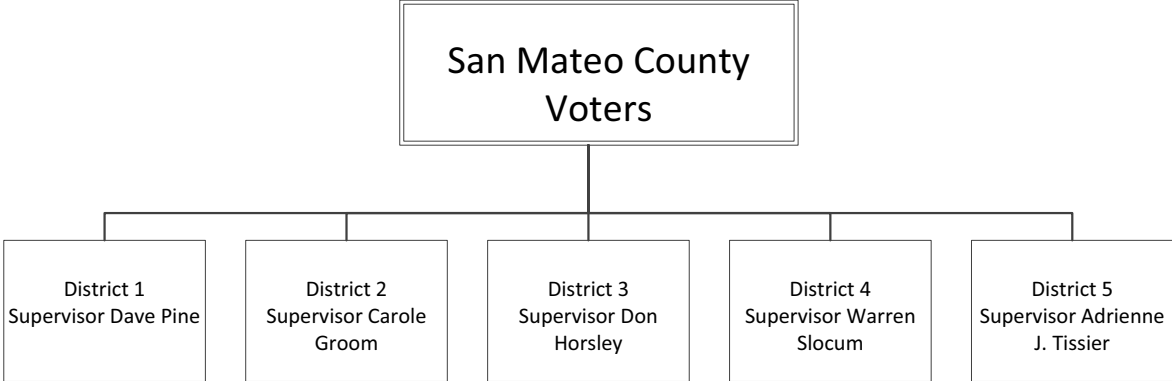 San Mateo County
Voters
District 1
Supervisor Dave Pine
District 2
Supervisor Carole
Groom
District 3
Supervisor Don
Horsley
District 4
Supervisor Warren
Slocum
District 5
Supervisor Adrienne
J. Tissier